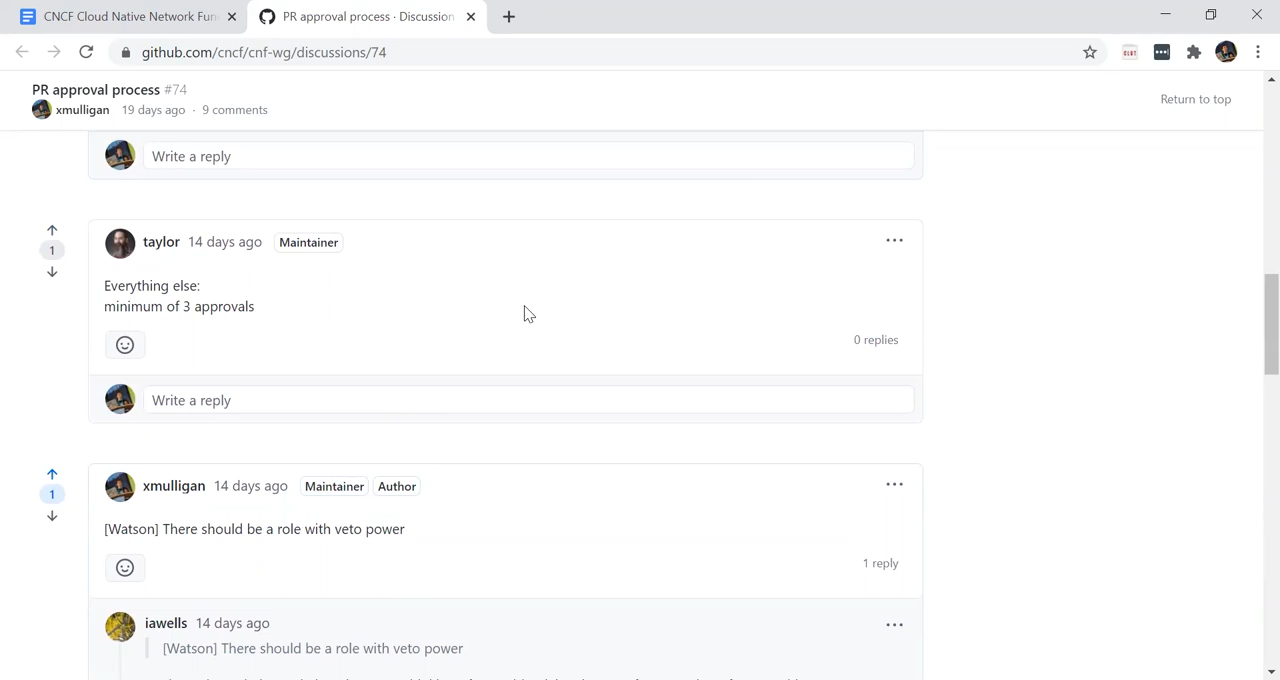 CNCF Cloud Native Network Fun
PR approval process · Discussion
github.com/cncf/cnf-wg/discussions/74
PR approval process #74
xmulligan 19 days ago · 9 comments
Return to top
Write a reply
1
taylor 14 days ago Maintainer
Everything else:
minimum of 3 approvals
0 replies
Write a reply
1
xmulligan 14 days ago Maintainer Author
[Watson] There should be a role with veto power
1 reply
iawells 14 days ago
[Watson] There should be a role with veto power